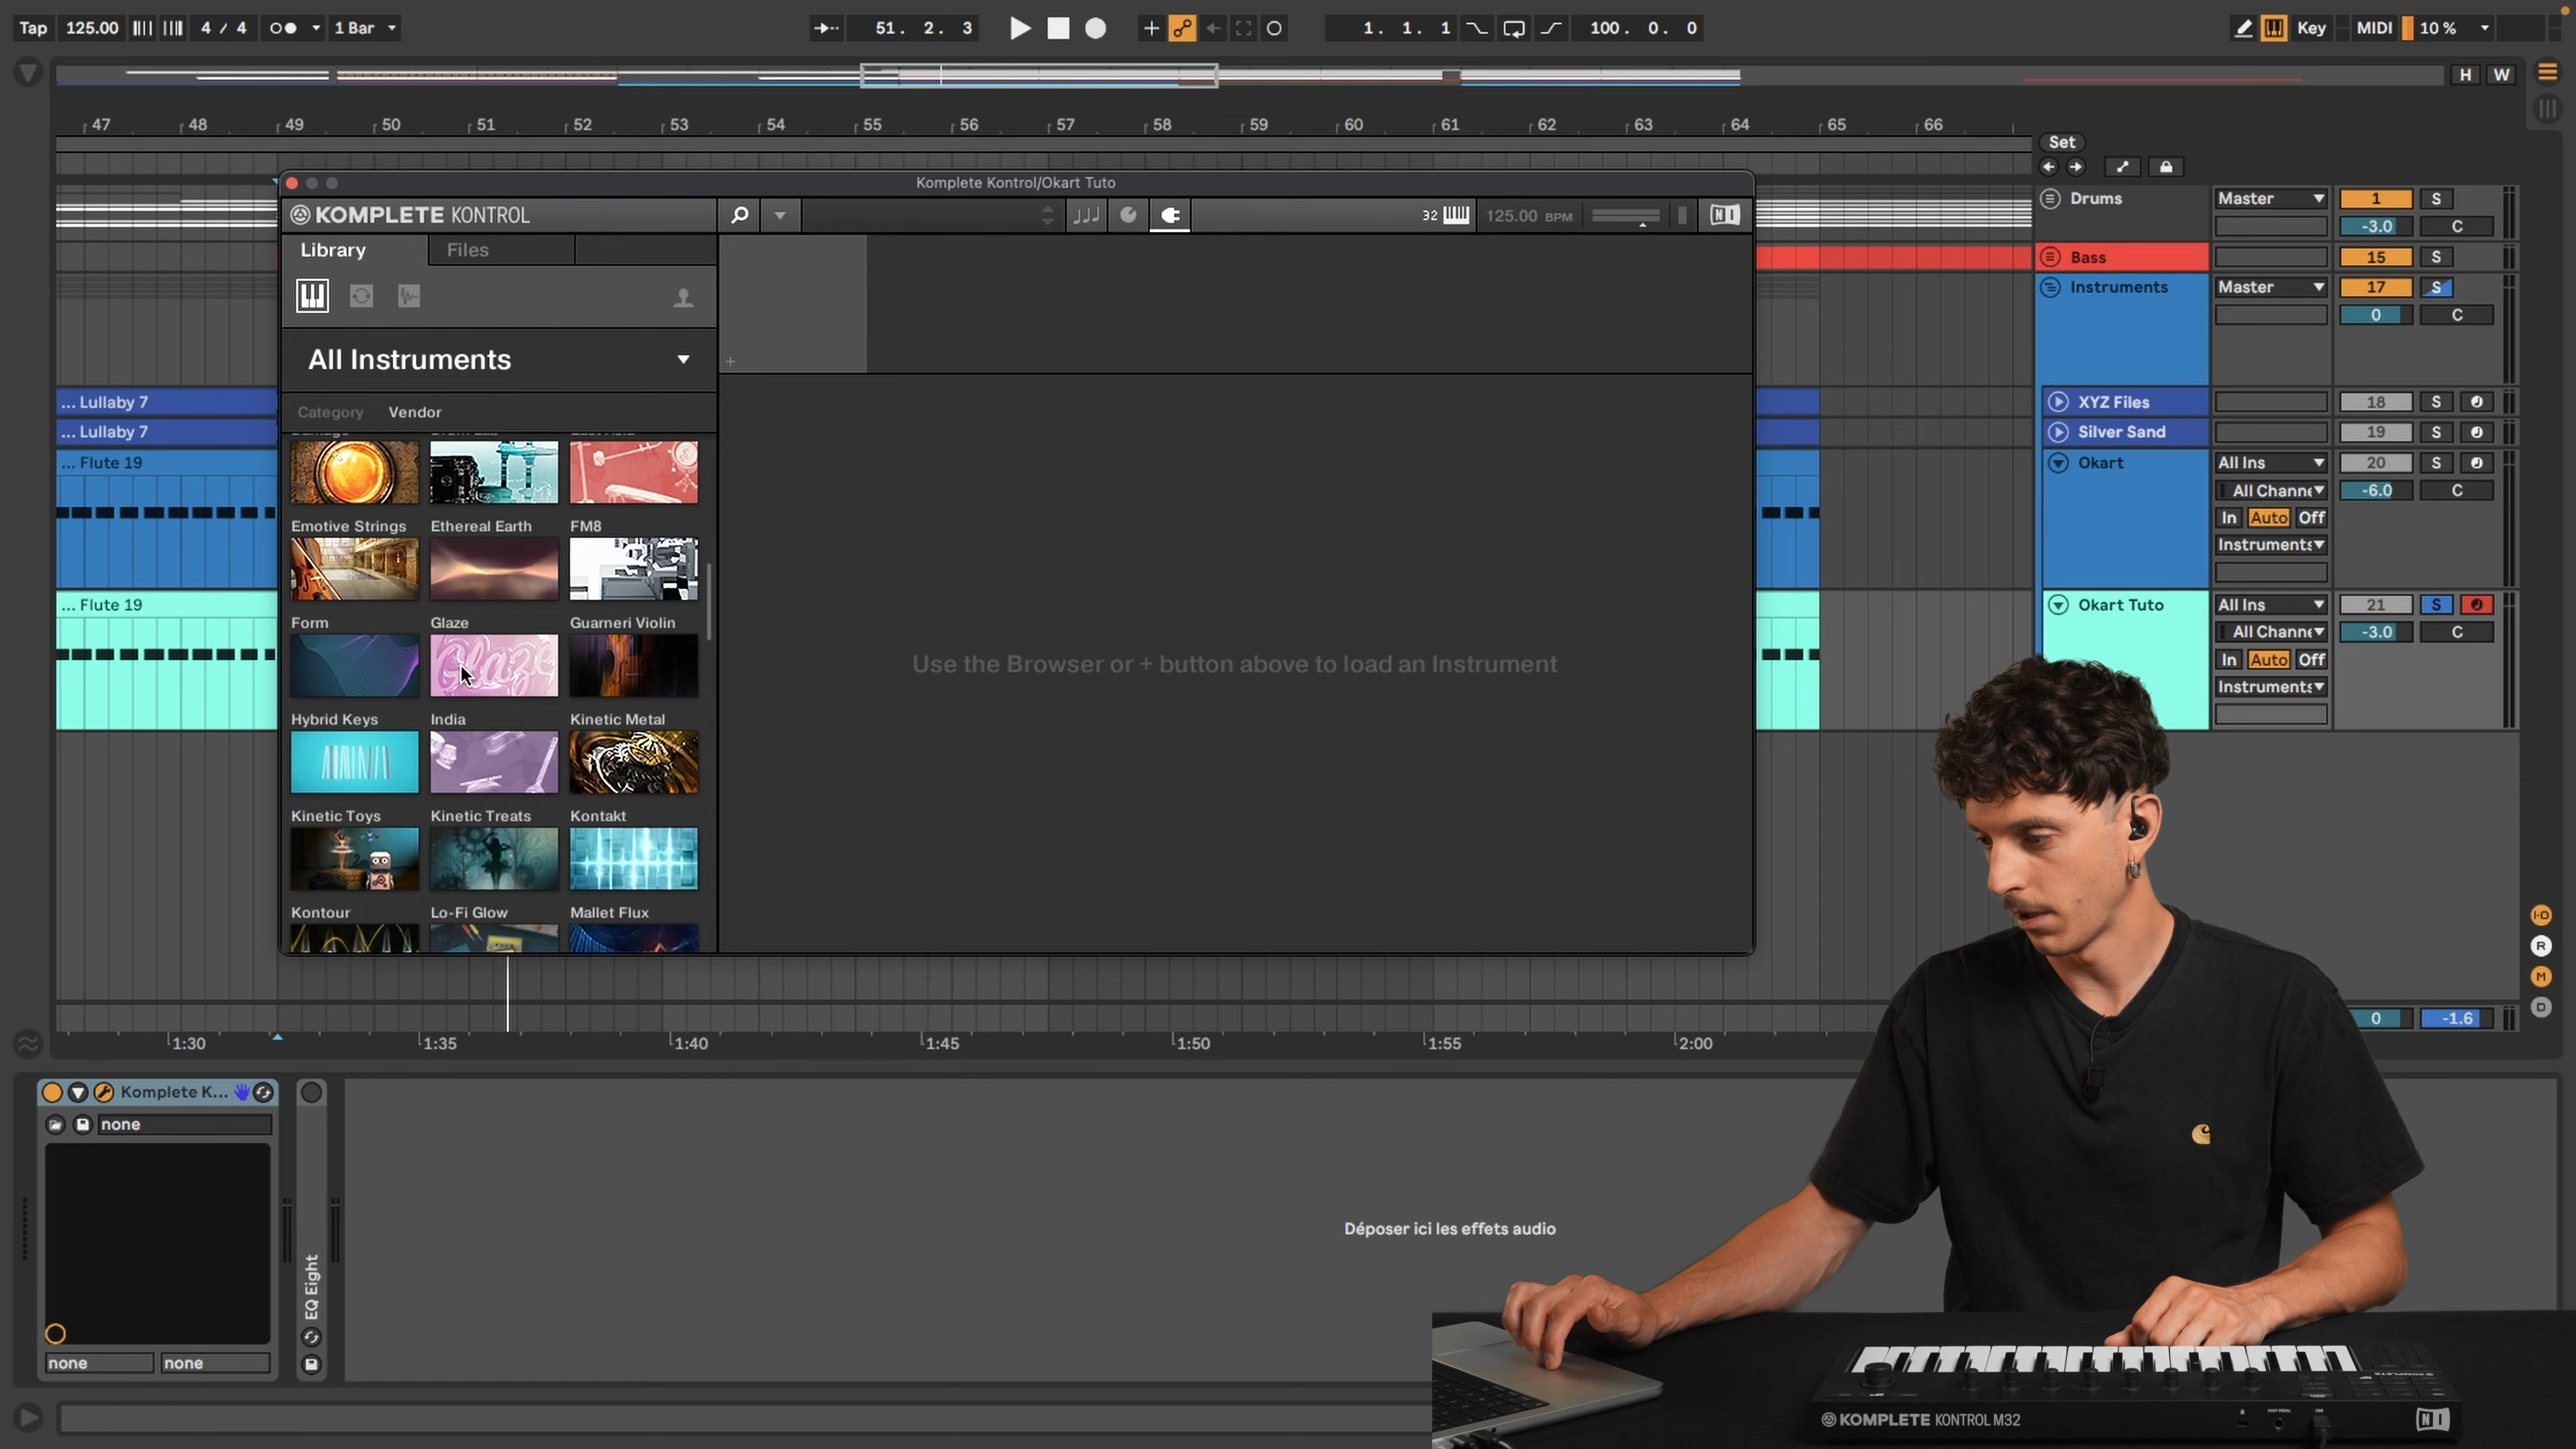 Tap 125.00 4 / 4 1 Bar 51. 2. 3 1. 1. 1 100. 0. 0 Key MIDI 10 %
H W
47 48 49 50 51 52 53 54 55 56 57 58 59 60 61 62 63 64 65 66
Set
Komplete Kontrol/Okart Tuto
KOMPLETE KONTROL 32 125.00 BPM
Library Files
All Instruments
Category Vendor
Emotive Strings Ethereal Earth FM8
Form Glaze Guarneri Violin
Glaze
Hybrid Keys India Kinetic Metal
Kinetic Toys Kinetic Treats Kontakt
Kontour Lo-Fi Glow Mallet Flux
Use the Browser or + button above to load an Instrument
... Lullaby 7
... Lullaby 7
... Flute 19
... Flute 19
Drums Master 1 S
-3.0 C
Bass 15 S
Instruments Master 17 S
0 C
XYZ Files 18 S
Silver Sand 19 S
Okart All Ins 20 S
All Channe -6.0 C
In Auto Off
Instruments
Okart Tuto All Ins 21 S
All Channe -3.0 C
In Auto Off
Instruments
I-O
R
M
D
0 -1.6
1:30 1:35 1:40 1:45 1:50 1:55 2:00
Komplete K...
none
none none
EQ Eight
Déposer ici les effets audio
KOMPLETE KONTROL M32